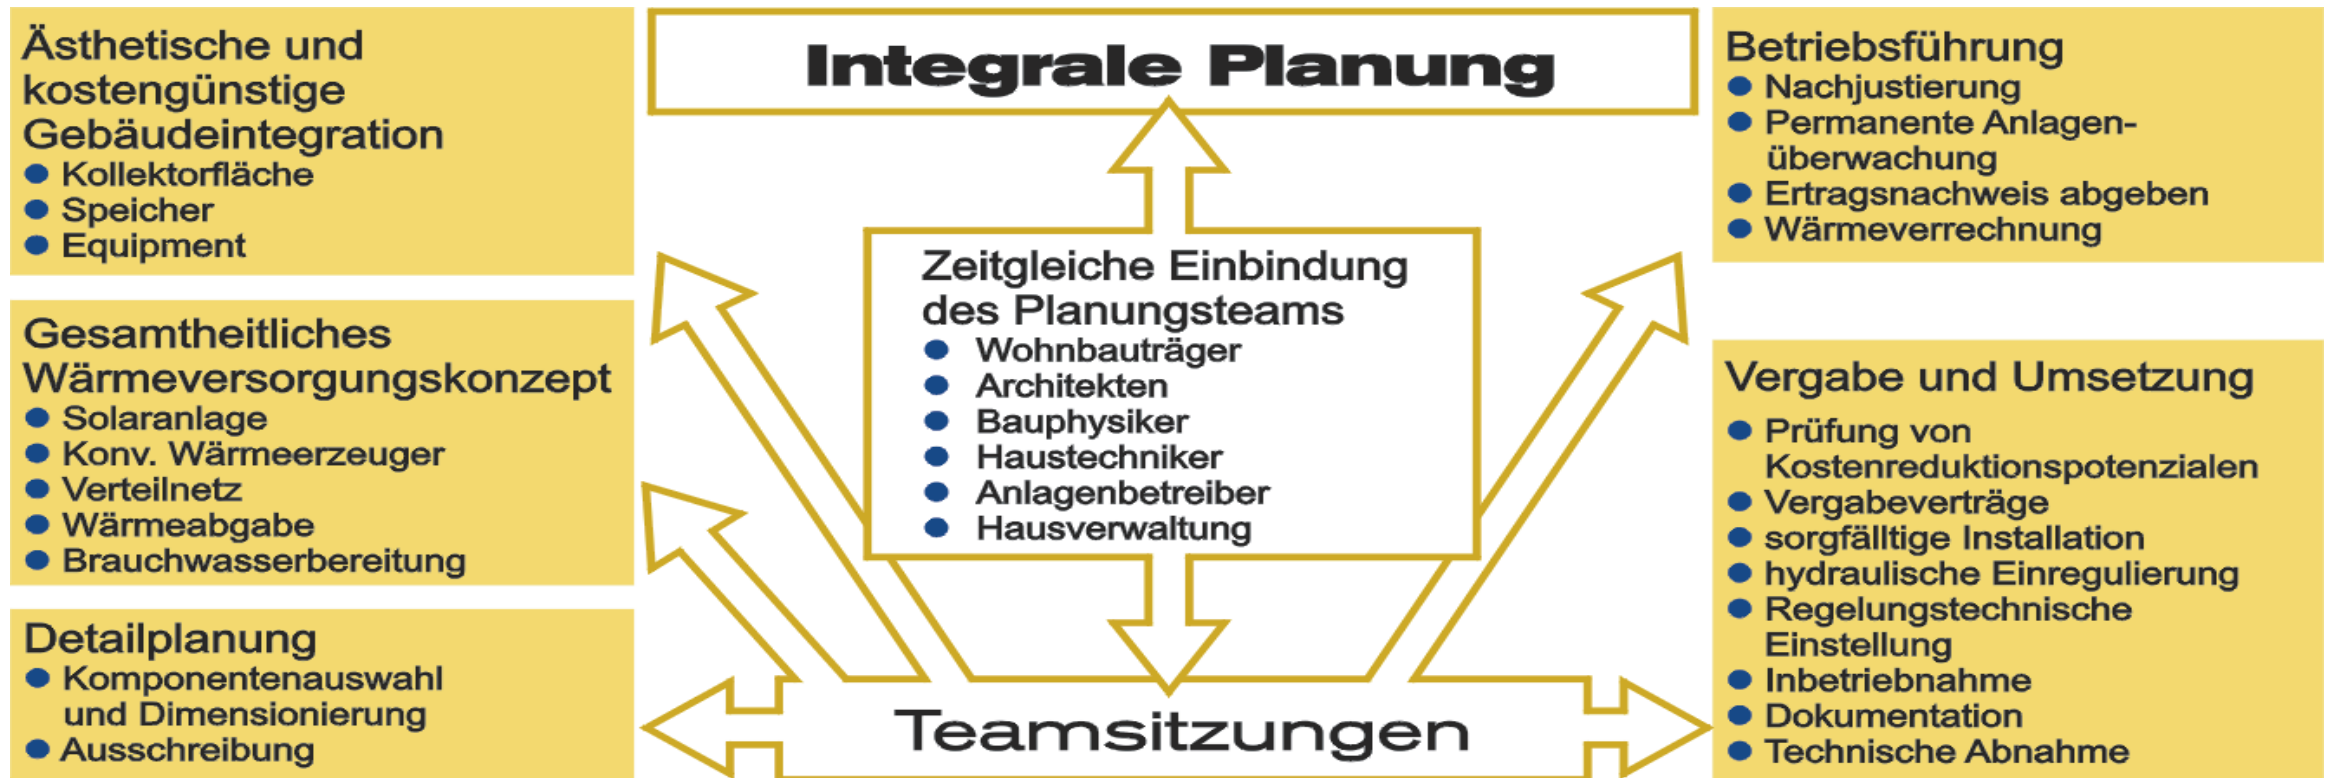 Ästhetische und
kostengünstige
Gebäudeintegration
Kollektorfläche
Speicher
Equipment
Gesamtheitliches
Wärmeversorgungskonzept
Solaranlage
Konv. Wärmeerzeuger
Verteilnetz
Wärmeabgabe
Brauchwasserbereitung
Detailplanung
Komponentenauswahl
und Dimensionierung
Ausschreibung
Integrale Planung
Zeitgleiche Einbindung
des Planungsteams
Wohnbauträger
Architekten
Bauphysiker
Haustechniker
Anlagenbetreiber
Hausverwaltung
Teamsitzungen
Betriebsführung
Nachjustierung
Permanente Anlagen-
überwachung
Ertragsnachweis abgeben
Wärmeverrechnung
Vergabe und Umsetzung
Prüfung von
Kostenreduktionspotenzialen
Vergabeverträge
sorgfälltige Installation
hydraulische Einregulierung
Regelungstechnische
Einstellung
Inbetriebnahme
Dokumentation
Technische Abnahme